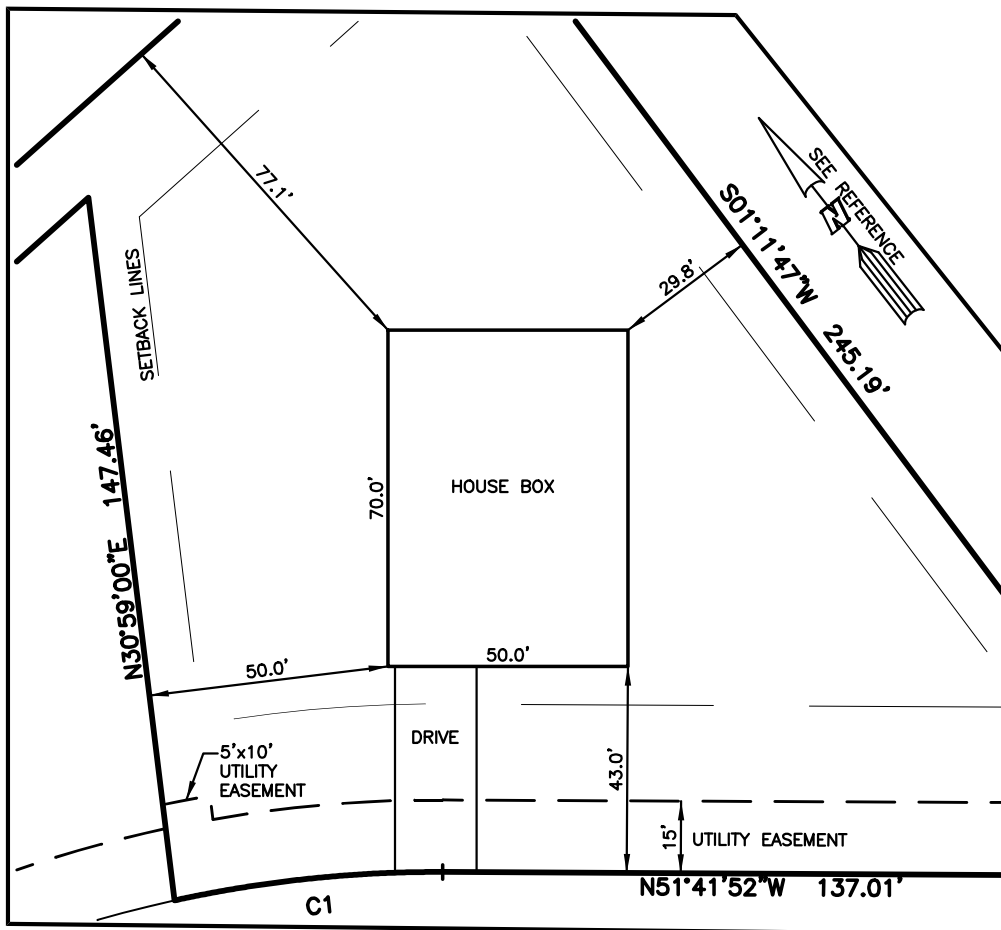 77.1'
SEE REFERENCE
N
S01°11'47"W 245.19'
29.8'
SETBACK LINES
N30°59'00"E 147.46'
70.0'
HOUSE BOX
50.0'
50.0'
DRIVE
43.0'
5'x10'
UTILITY
EASEMENT
15'
UTILITY EASEMENT
N51°41'52"W 137.01'
C1